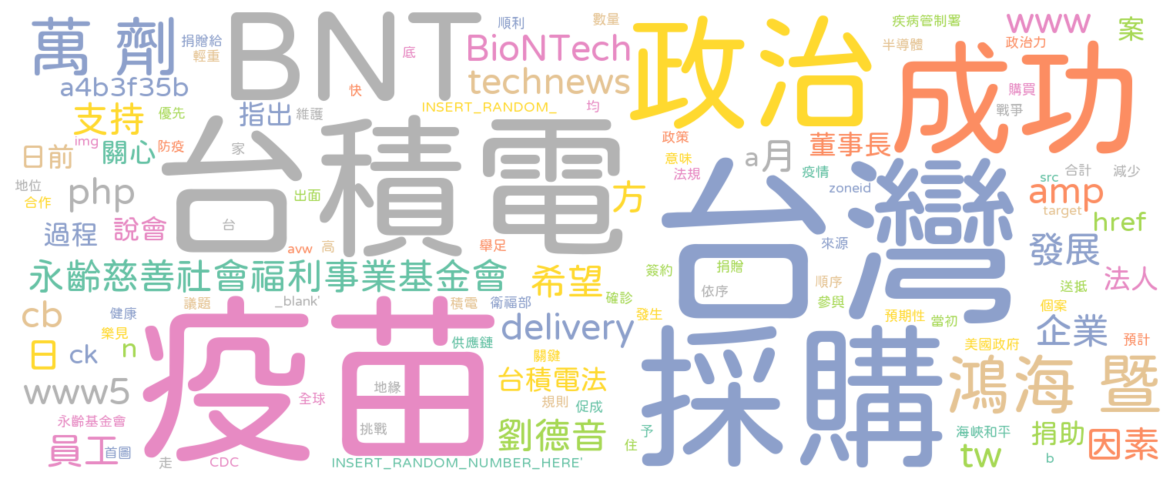 萬劑
捐贈給
輕重
BNT
順利
數量
疾病管制署
www
案
底
BioNTech
政治
半導體
政治力
成功
a4b3f35b
快
technews
購買
支持
優先
指出
維護
INSERT_RANDOM_
均
戰爭
日前
img
關心
防疫
家
台積電
政策
意味
法規
a月
疫情
董事長
合計
減少
地位
合作
php
出面
方
台灣
zoneid
src
amp
target
href
過程
說會
台
avw
高
舉足
來源
發展
永齡慈善社會福利事業基金會
希望
確診
簽約
捐贈
依序
順序
參與
送抵
法人
cb
健康
議題
_blank'
積電
衛福部
發生
預期性
當初
個案
樂見
疫苗
delivery
採購
企業
預計
日
ck
n
供應鏈
關鍵
美國政府
www5
全球
地緣
台積電法
規則
促成
鴻海
暨
永齡基金會
挑戰
劉德音
予
海峽和平
捐助
因素
員工
首圖
走
CDC
INSERT_RANDOM_NUMBER_HERE'
住
tw
b